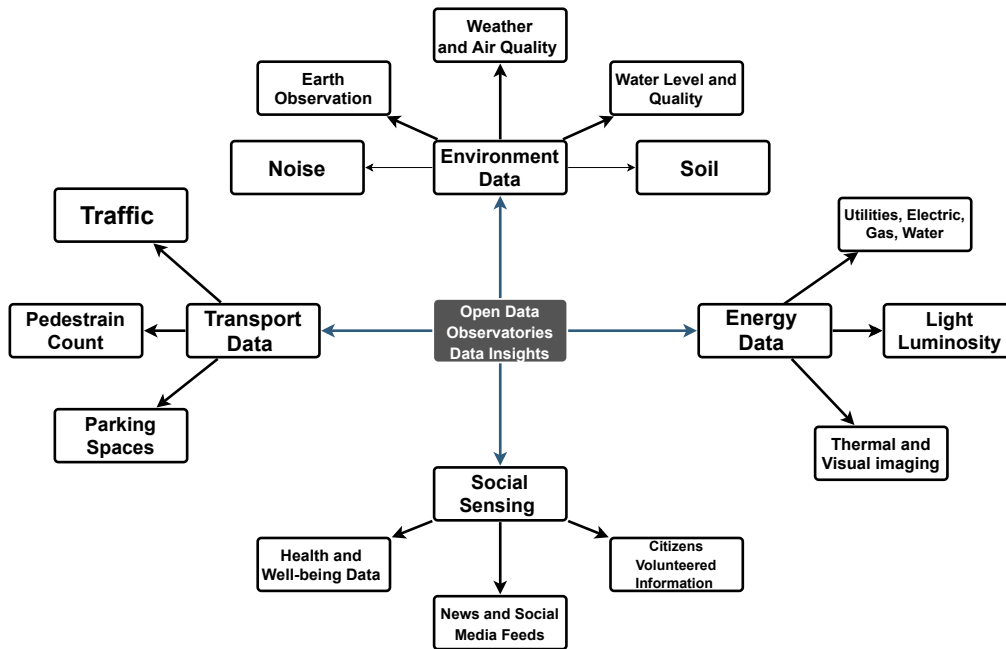 Weather
and Air Quality
Earth
Observation
Water Level and
Quality
Noise
Environment
Data
Soil
Traffic
Utilities, Electric,
Gas, Water
Pedestrain
Count
Transport
Data
Open Data
Observatories
Data Insights
Energy
Data
Light
Luminosity
Parking
Spaces
Thermal and
Visual imaging
Social
Sensing
Health and
Well-being Data
Citizens
Volunteered
Information
News and Social
Media Feeds